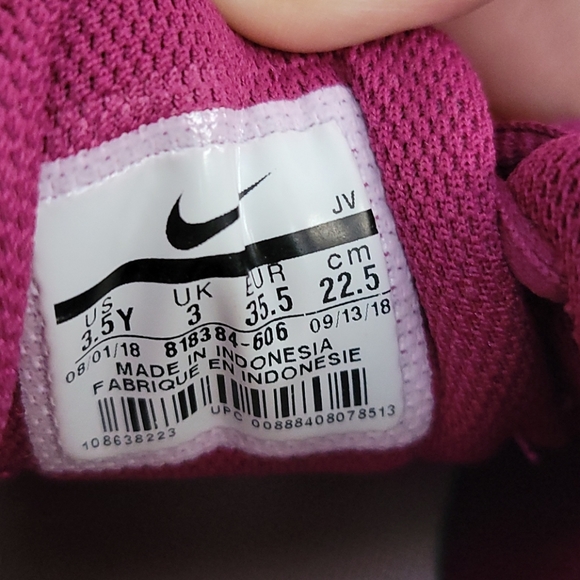 JV
US UK EUR cm
3.5Y 3 35.5 22.5
08/01/18 818384-606 09/13/18
MADE IN INDONESIA
FABRIQUE EN INDONESIE
108638223 UPC 00888408078513